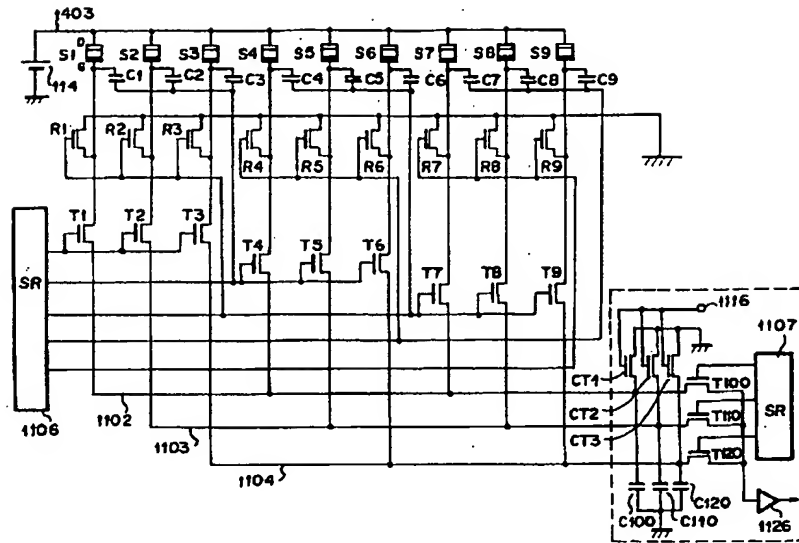 403
D
S1 S2 S3 S4 S5 S6 S7 S8 S9
G
114
C1 C2 C3 C4 C5 C6 C7 C8 C9
R1 R2 R3 R4 R5 R6 R7 R8 R9
T1 T2 T3
T4 T5 T6
T7 T8 T9
SR
1116
1107
CT1
T100
SR
1102
CT2
T110
1106
CT3
1103
T120
1104
C120
C100
C110
1126